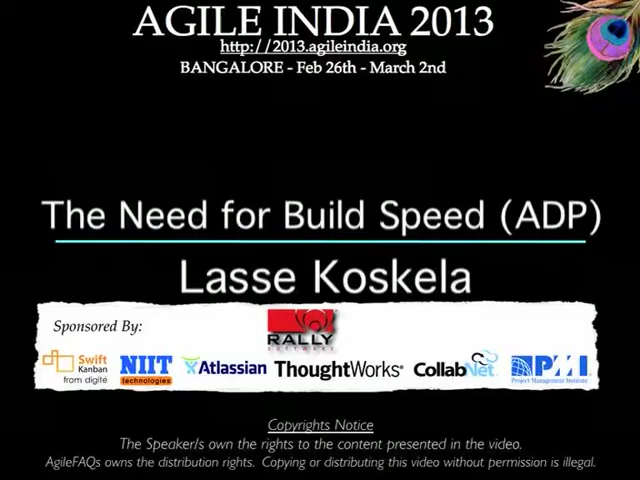 AGILE INDIA 2013
http://2013.agileindia.org
BANGALORE - Feb 26th - March 2nd
The Need for Build Speed (ADP)
Lasse Koskela
Sponsored By:
RALLY
SOFTWARE
Swift
Kanban
from digité
NIIT
technologies
Atlassian
ThoughtWorks®
CollabNet
PMI
Project Management Institute
Copyrights Notice
The Speaker/s own the rights to the content presented in the video.
AgileFAQs owns the distribution rights. Copying or distributing this video without permission is illegal.